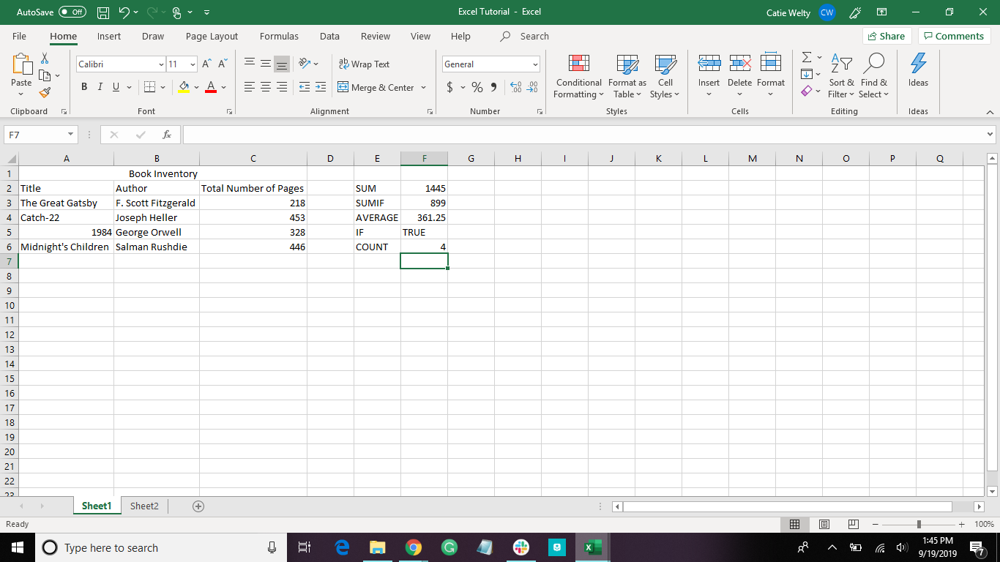 AutoSave Off Excel Tutorial - Excel Catie Welty CW
File Home Insert Draw Page Layout Formulas Data Review View Help Search Share Comments
Calibri 11 A A ab Wrap Text General
Paste B I U A Merge & Center $ % , Conditional Formatting Format as Table Cell Styles Insert Delete Format Sort & Filter Find & Select Ideas
Clipboard Font Alignment Number Styles Cells Editing Ideas
F7 fx
A B C D E F G H I J K L M N O P Q
1 Book Inventory
2 Title Author Total Number of Pages SUM 1445
3 The Great Gatsby F. Scott Fitzgerald 218 SUMIF 899
4 Catch-22 Joseph Heller 453 AVERAGE 361.25
5 1984 George Orwell 328 IF TRUE
6 Midnight's Children Salman Rushdie 446 COUNT 4
7
8
9
10
11
12
13
14
15
16
17
18
19
20
21
22
23
Sheet1 Sheet2
Ready 100%
Type here to search 1:45 PM
9/19/2019 7